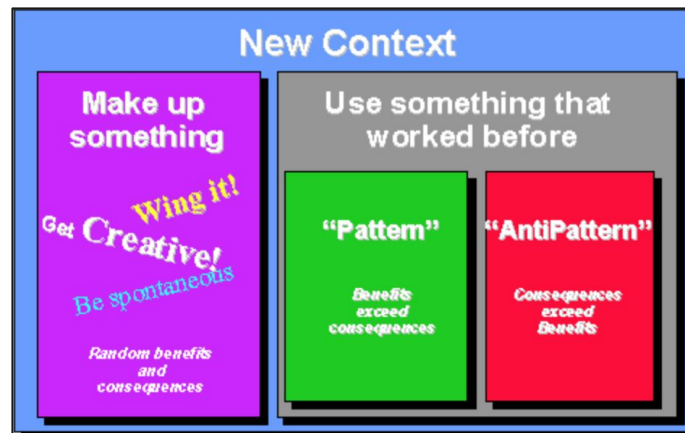 New Context
Make up
something
Wing it!
Get Creative!
Be spontaneous
Random benefits
and
consequences
Use something that
worked before
“Pattern”
Benefits
exceed
consequences
“AntiPattern”
Consequences
exceed
Benefits